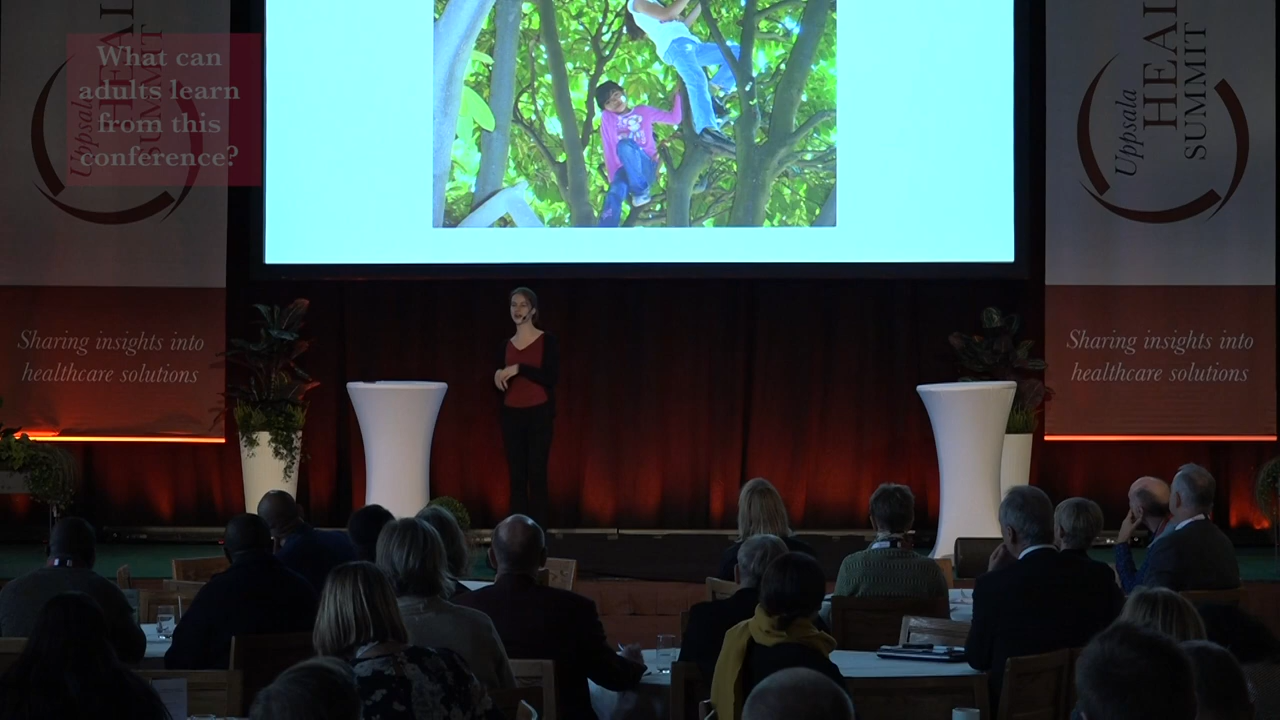 What can
adults learn
from this
conference?
Uppsala
HEAL
SUMMIT
Sharing insights into
healthcare solutions
Uppsala
HEAL
SUMMIT
Sharing insights into
healthcare solutions